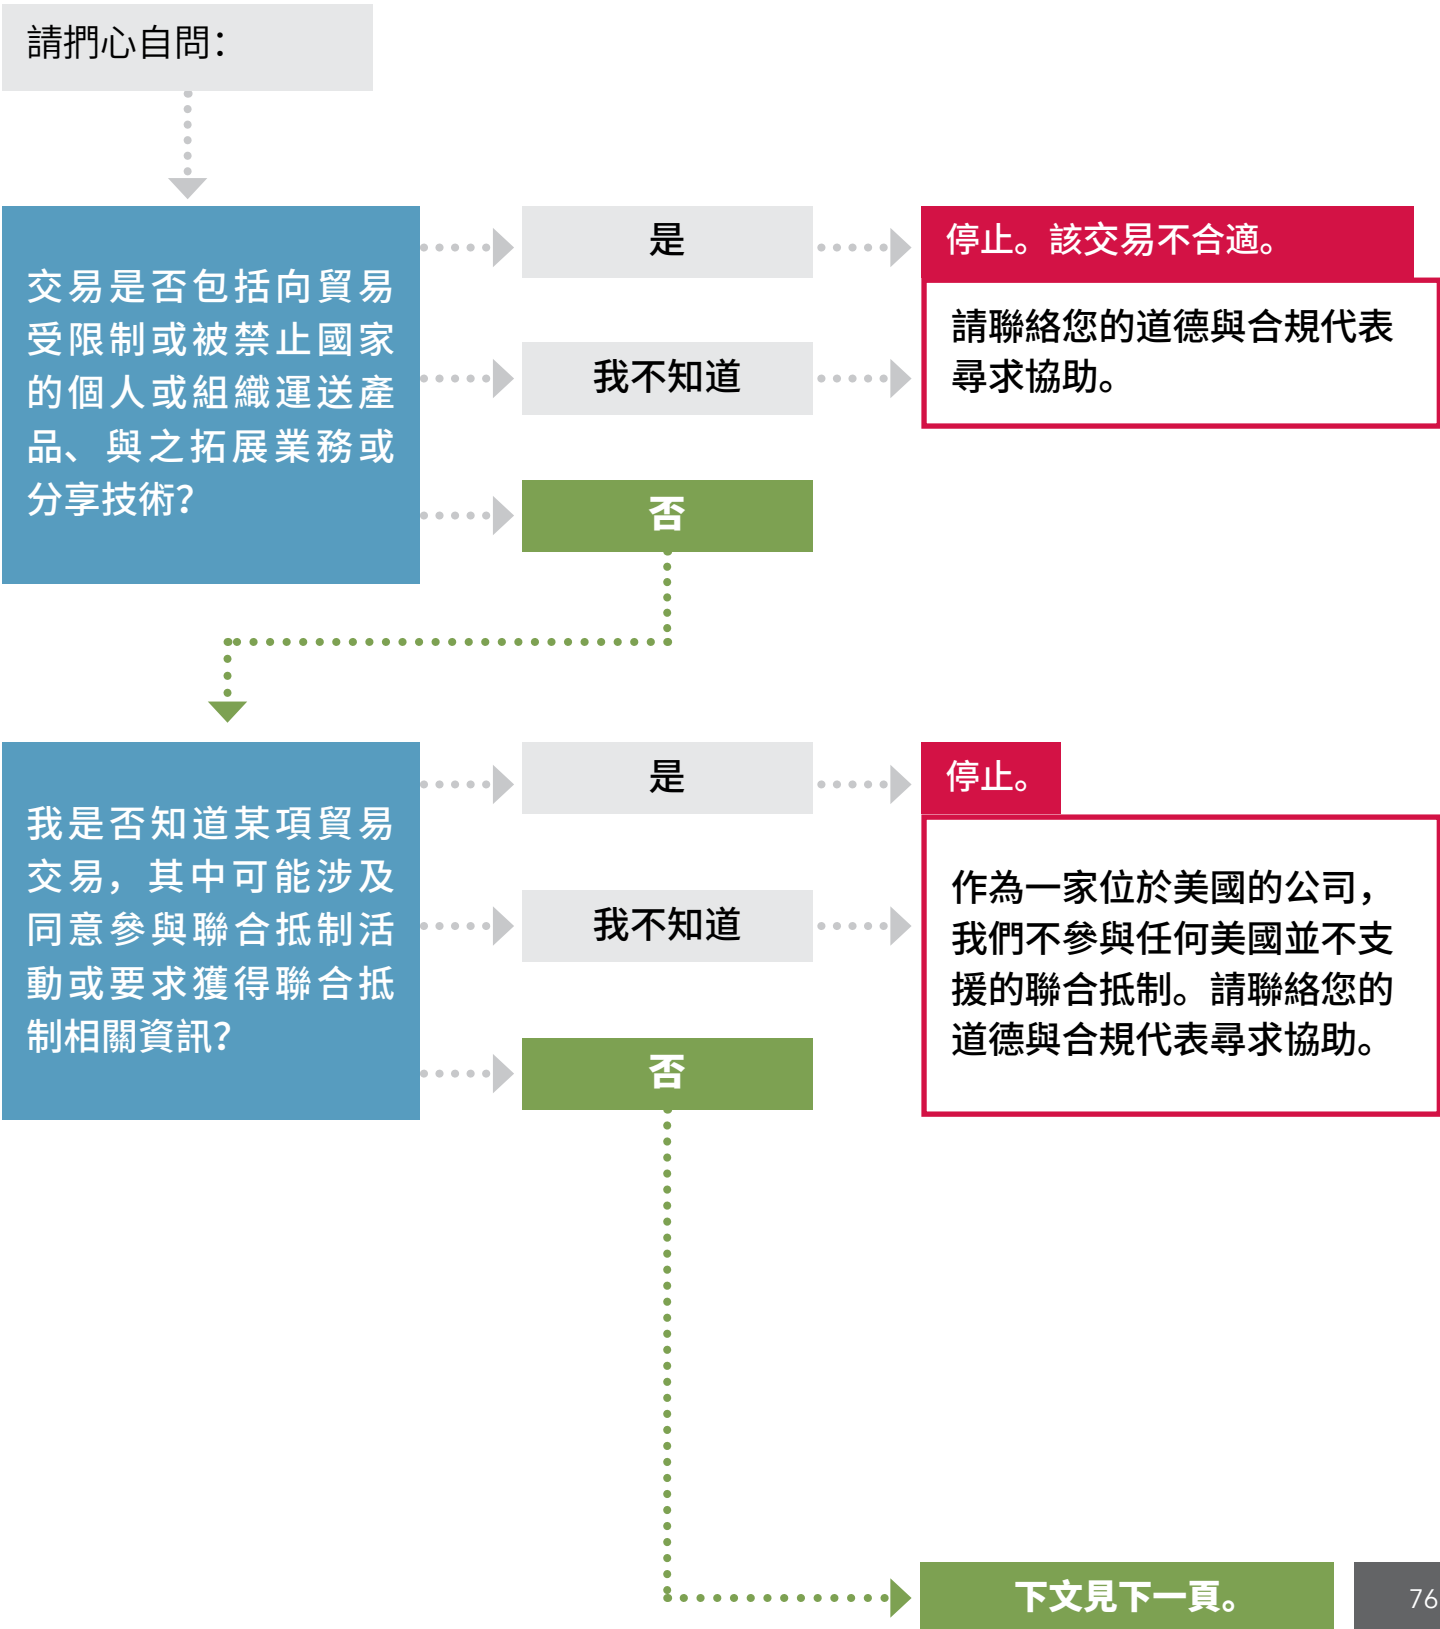 請捫心自問：
交易是否包括向貿易
受限制或被禁止國家
的個人或組織運送產
品、與之拓展業務或
分享技術？
是
我不知道
否
停止。該交易不合適。
請聯絡您的道德與合規代表
尋求協助。
我是否知道某項貿易
交易，其中可能涉及
同意參與聯合抵制活
動或要求獲得聯合抵
制相關資訊？
是
我不知道
否
停止。
作為一家位於美國的公司，
我們不參與任何美國並不支
援的聯合抵制。請聯絡您的
道德與合規代表尋求協助。
下文見下一頁。
76